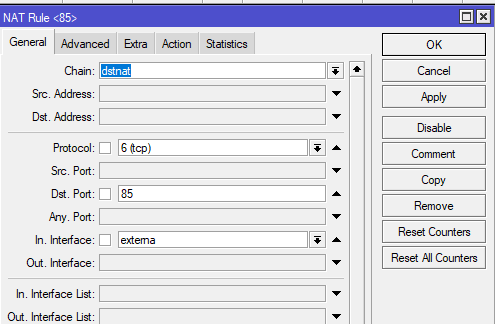 NAT Rule <85>
General Advanced Extra Action Statistics
OK
Chain: dstnat
Cancel
Src. Address:
Apply
Dst. Address:
Disable
Protocol: 6 (tcp)
Comment
Src. Port:
Copy
Dst. Port: 85
Remove
Any. Port:
Reset Counters
In. Interface: externa
Reset All Counters
Out. Interface:
In. Interface List:
Out. Interface List: